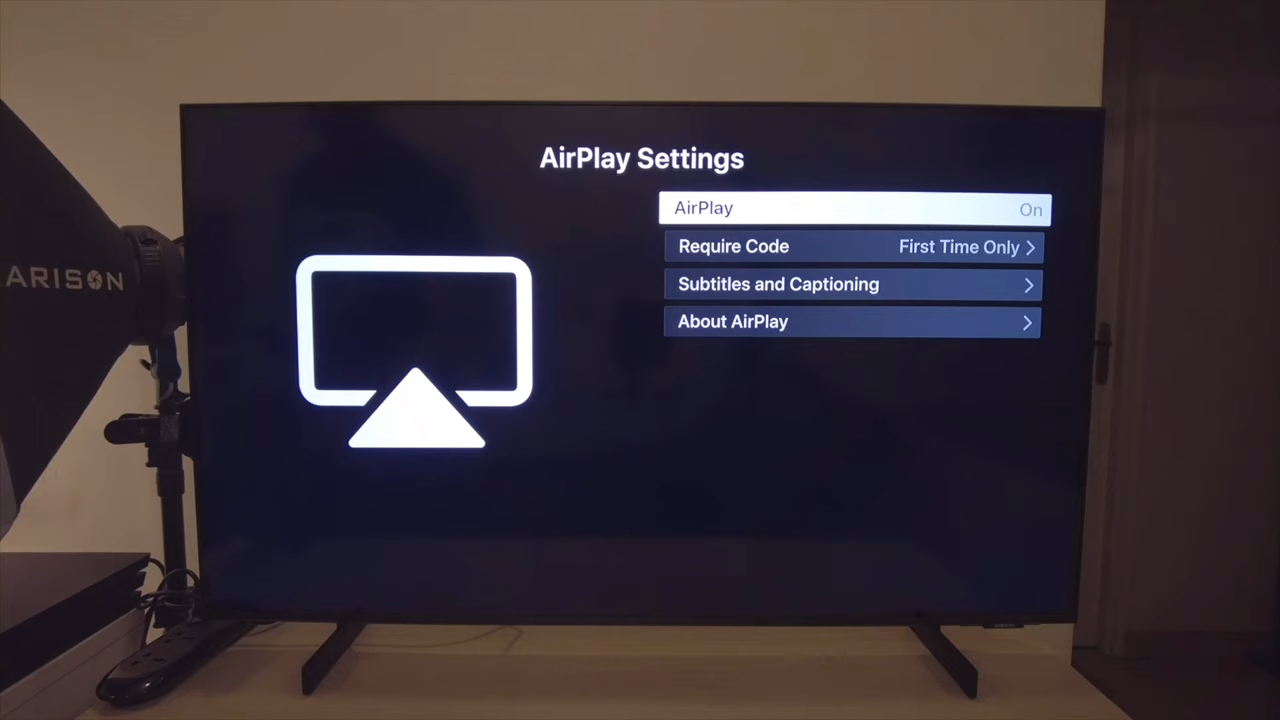 AirPlay Settings
AirPlay On
Require Code First Time Only
Subtitles and Captioning
About AirPlay
ARISON